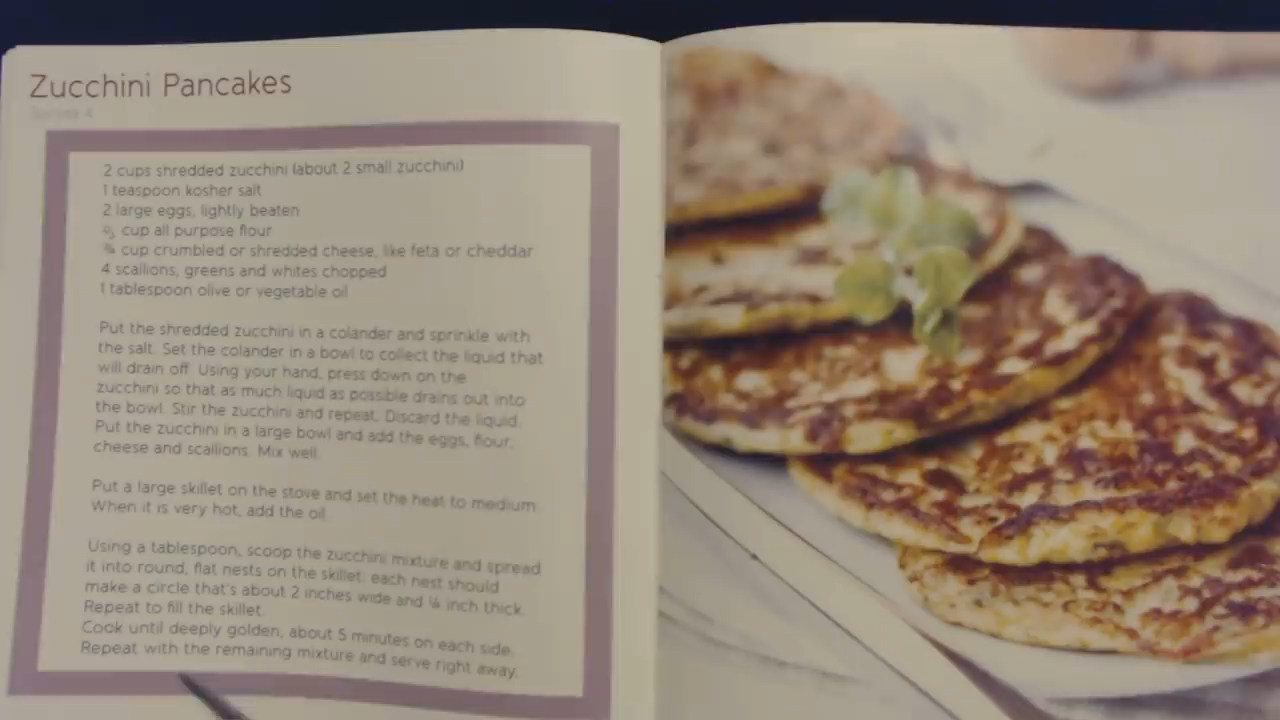 Zucchini Pancakes
2 cups shredded zucchini (about 2 small zucchini)
1 teaspoon kosher salt
2 large eggs, lightly beaten
cup all purpose flour
cup crumbled or shredded cheese, like feta or cheddar
4 scallions, greens and whites chopped
1 tablespoon olive or vegetable oil
Put the shredded zucchini in a colander and sprinkle with
the salt. Set the colander in a bowl to collect the liquid that
will drain off. Using your hand, press down on the
zucchini so that as much liquid as possible drains out into
the bowl. Stir the zucchini and repeat. Discard the liquid.
Put the zucchini in a large bowl and add the eggs, flour,
cheese and scallions. Mix well.
Put a large skillet on the stove and set the heat to medium.
When it is very hot, add the oil.
Using a tablespoon, scoop the zucchini mixture and spread
it into round, flat nests on the skillet: each nest should
make a circle that's about 2 inches wide and ¼ inch thick.
Repeat to fill the skillet.
Cook until deeply golden, about 5 minutes on each side.
Repeat with the remaining mixture and serve right away.